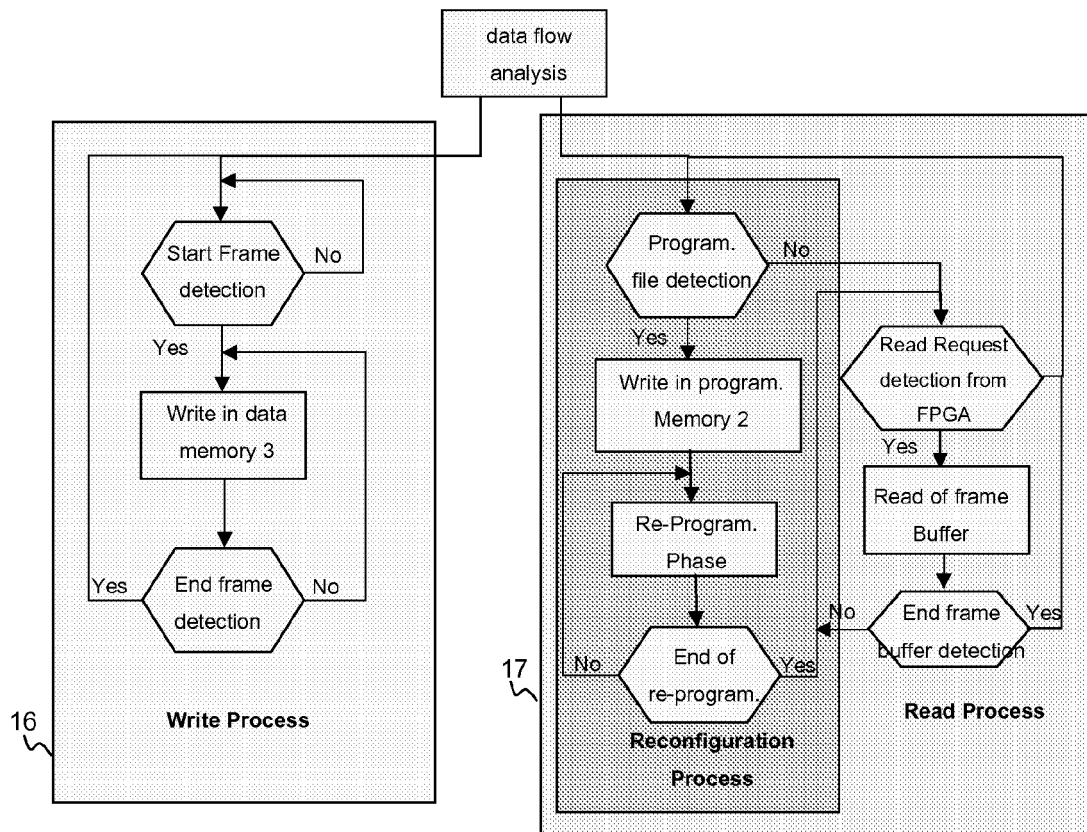 data flow
analysis
Start Frame
detection
No
Yes
Write in data
memory 3
End frame
detection
Yes
No
Write Process
16
Program.
file detection
No
Yes
Write in program.
Memory 2
Re-Program.
Phase
End of
re-program.
No
Yes
Reconfiguration
Process
17
Read Request
detection from
FPGA
Yes
Read of frame
Buffer
End frame
buffer detection
No
Yes
Read Process